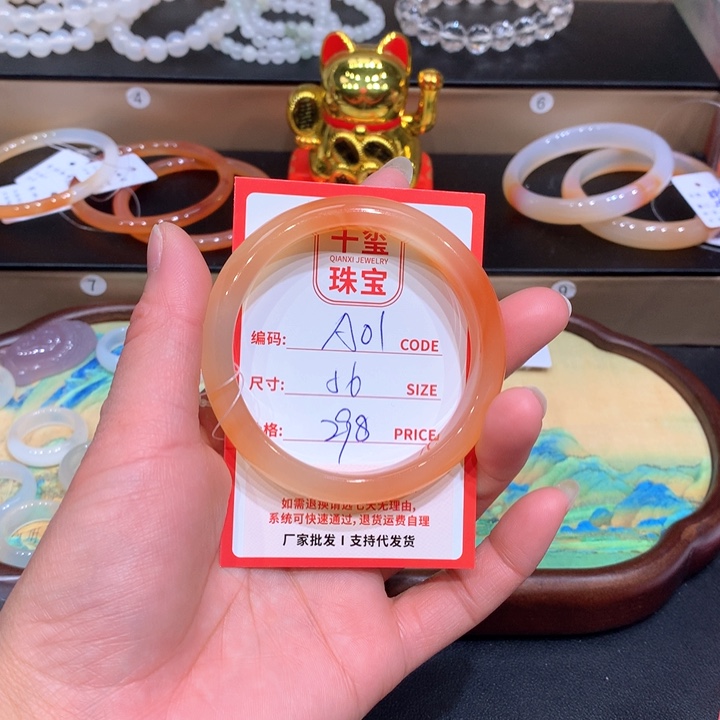 4
6
7
9
千玺
QIANXI JEWELRY
珠宝
编码: A01 CODE
尺寸: 56 SIZE
格: 298 PRICE
如需退换请选七天无理由,
系统可快速通过,退货运费自理
厂家批发 I 支持代发货